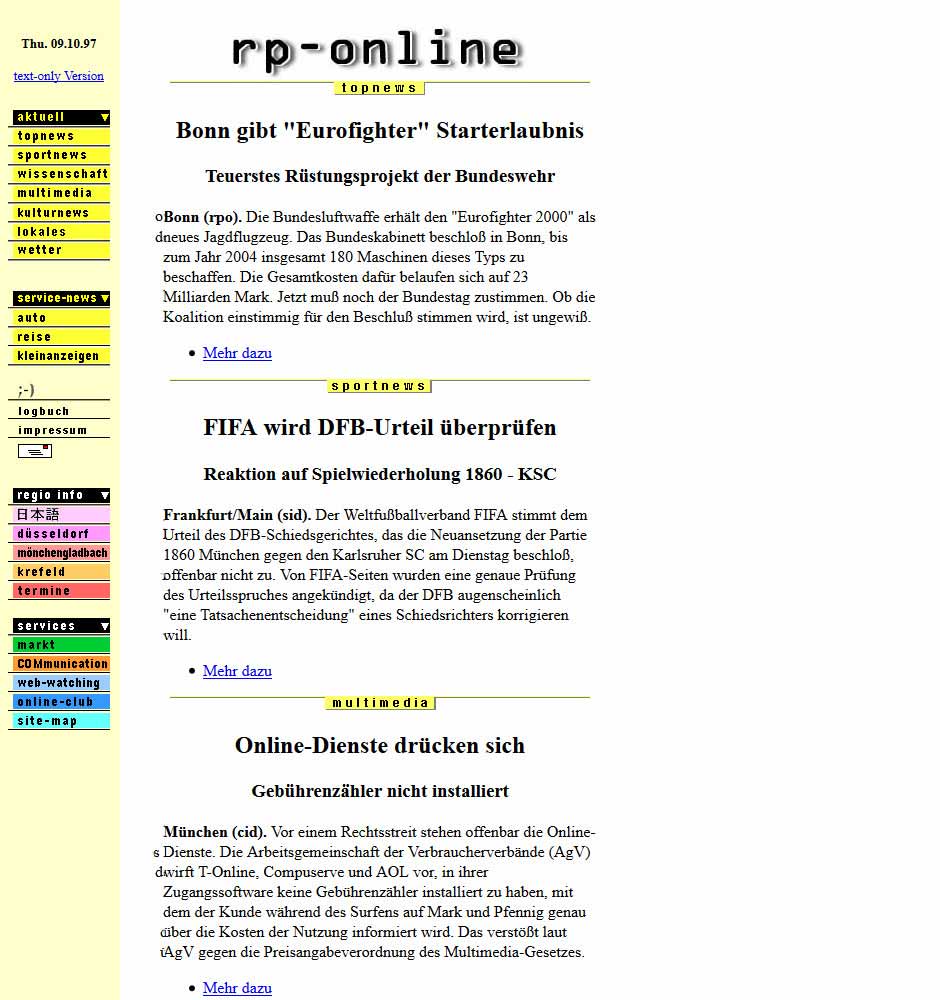 Thu. 09.10.97
text-only Version
aktuell
topnews
sportnews
wissenschaft
multimedia
kulturnews
lokales
wetter
service-news
auto
reise
kleinanzeigen
;-)
logbuch
impressum
regio info
日本語
düsseldorf
mönchengladbach
krefeld
termine
services
markt
COMmunication
web-watching
online-club
site-map
rp-online
topnews
Bonn gibt "Eurofighter" Starterlaubnis
Teuerstes Rüstungsprojekt der Bundeswehr
Bonn (rpo). Die Bundesluftwaffe erhält den "Eurofighter 2000" als
neues Jagdflugzeug. Das Bundeskabinett beschloß in Bonn, bis
zum Jahr 2004 insgesamt 180 Maschinen dieses Typs zu
beschaffen. Die Gesamtkosten dafür belaufen sich auf 23
Milliarden Mark. Jetzt muß noch der Bundestag zustimmen. Ob die
Koalition einstimmig für den Beschluß stimmen wird, ist ungewiß.
Mehr dazu
sportnews
FIFA wird DFB-Urteil überprüfen
Reaktion auf Spielwiederholung 1860 - KSC
Frankfurt/Main (sid). Der Weltfußballverband FIFA stimmt dem
Urteil des DFB-Schiedsgerichtes, das die Neuansetzung der Partie
1860 München gegen den Karlsruher SC am Dienstag beschloß,
offenbar nicht zu. Von FIFA-Seiten wurden eine genaue Prüfung
des Urteilsspruches angekündigt, da der DFB augenscheinlich
"eine Tatsachenentscheidung" eines Schiedsrichters korrigieren
will.
Mehr dazu
multimedia
Online-Dienste drücken sich
Gebührenzähler nicht installiert
München (cid). Vor einem Rechtsstreit stehen offenbar die Online-
Dienste. Die Arbeitsgemeinschaft der Verbraucherverbände (AgV)
wirft T-Online, Compuserve und AOL vor, in ihrer
Zugangssoftware keine Gebührenzähler installiert zu haben, mit
dem der Kunde während des Surfens auf Mark und Pfennig genau
über die Kosten der Nutzung informiert wird. Das verstößt laut
AgV gegen die Preisangabeverordnung des Multimedia-Gesetzes.
Mehr dazu